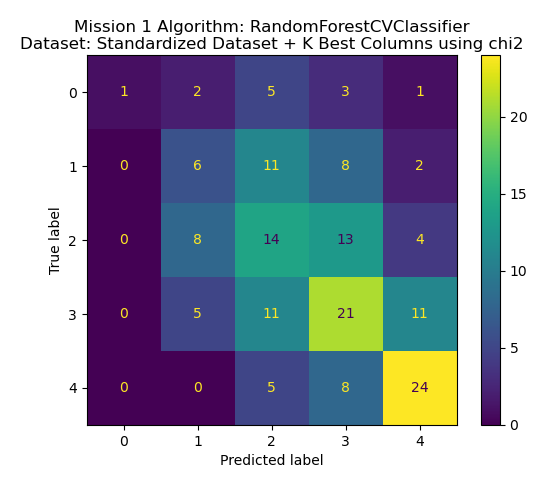 Mission 1 Algorithm: RandomForestCVClassifier
Dataset: Standardized Dataset + K Best Columns using chi2
True label
0 1 2 5 3 1
1 0 6 11 8 2
2 0 8 14 13 4
3 0 5 11 21 11
4 0 0 5 8 24
0 1 2 3 4
Predicted label
20
15
10
5
0